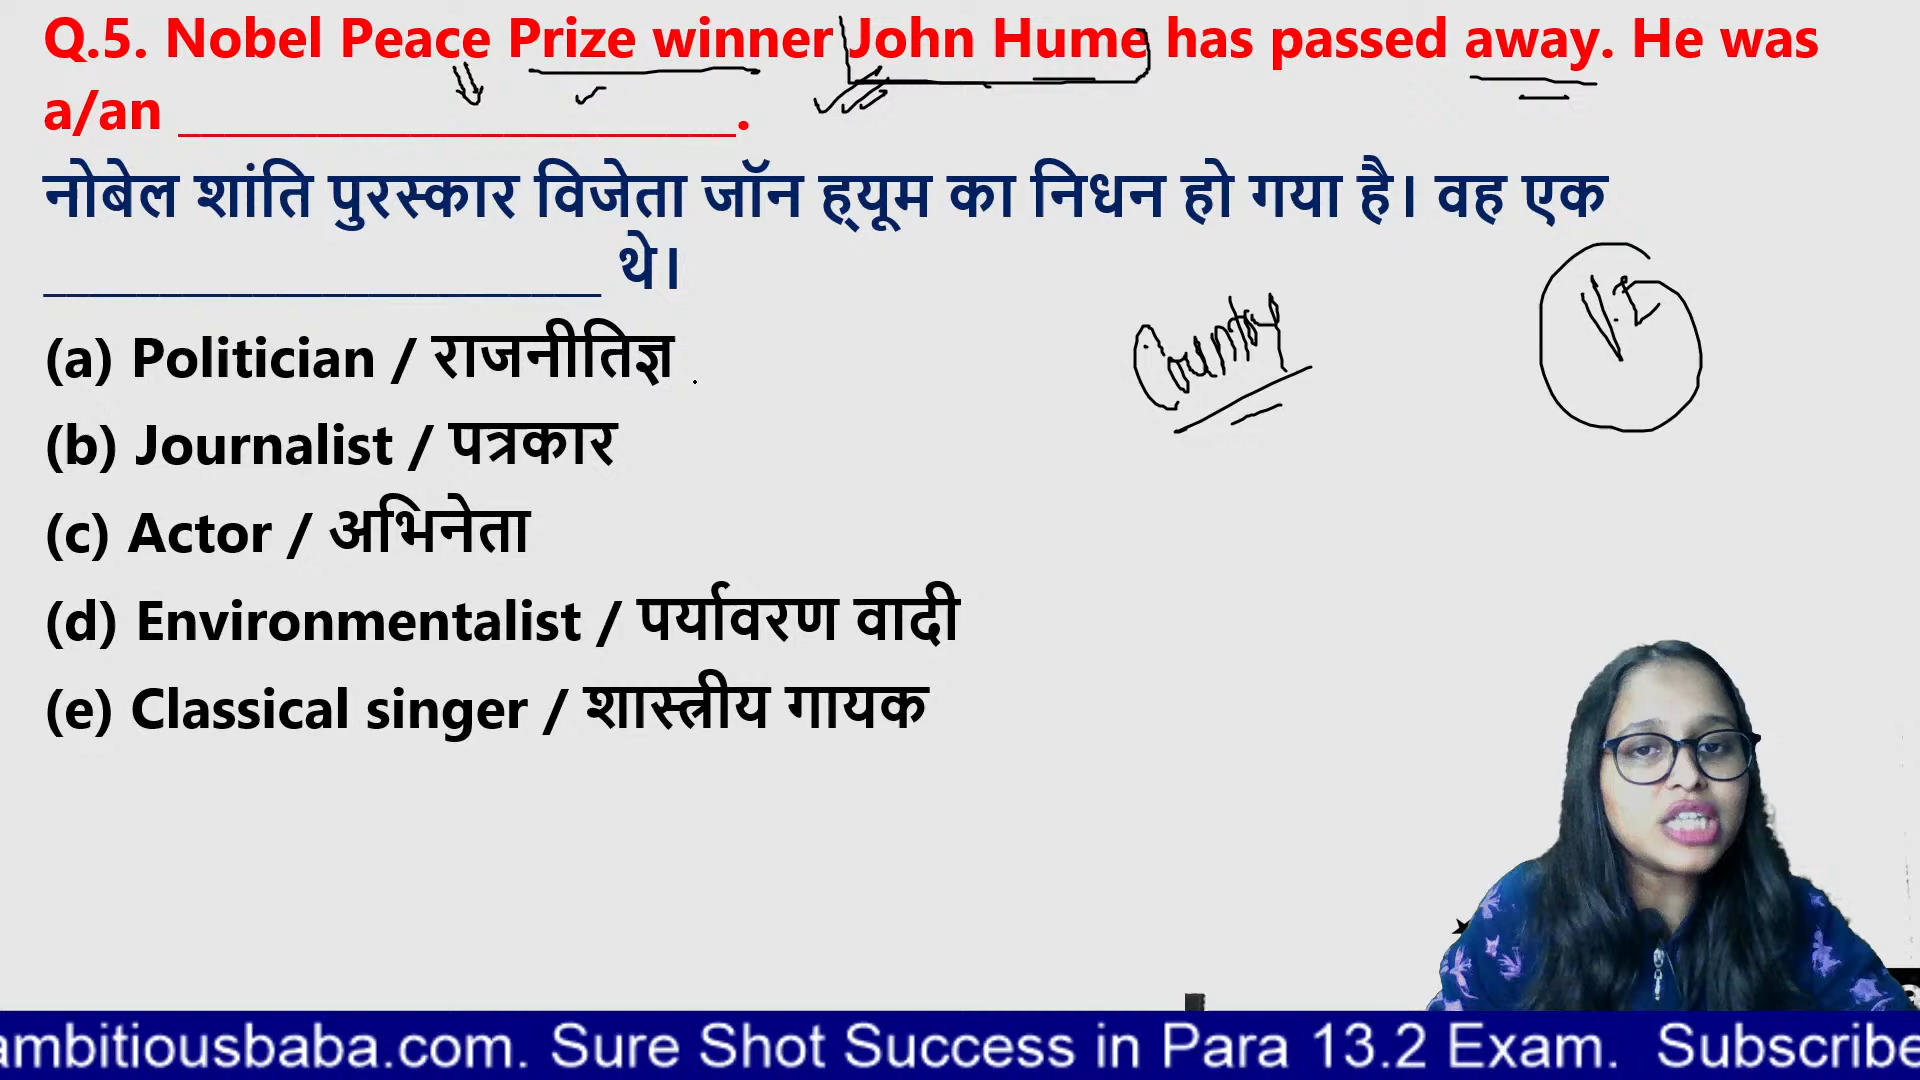 Q.5. Nobel Peace Prize winner John Hume has passed away. He was
a/an ________________________.
नोबेल शांति पुरस्कार विजेता जॉन ह्यूम का निधन हो गया है। वह एक
________________________ थे।
(a) Politician / राजनीतिज्ञ
(b) Journalist / पत्रकार
(c) Actor / अभिनेता
(d) Environmentalist / पर्यावरण वादी
(e) Classical singer / शास्त्रीय गायक
Country
ambitiousbaba.com. Sure Shot Success in Para 13.2 Exam. Subscribe